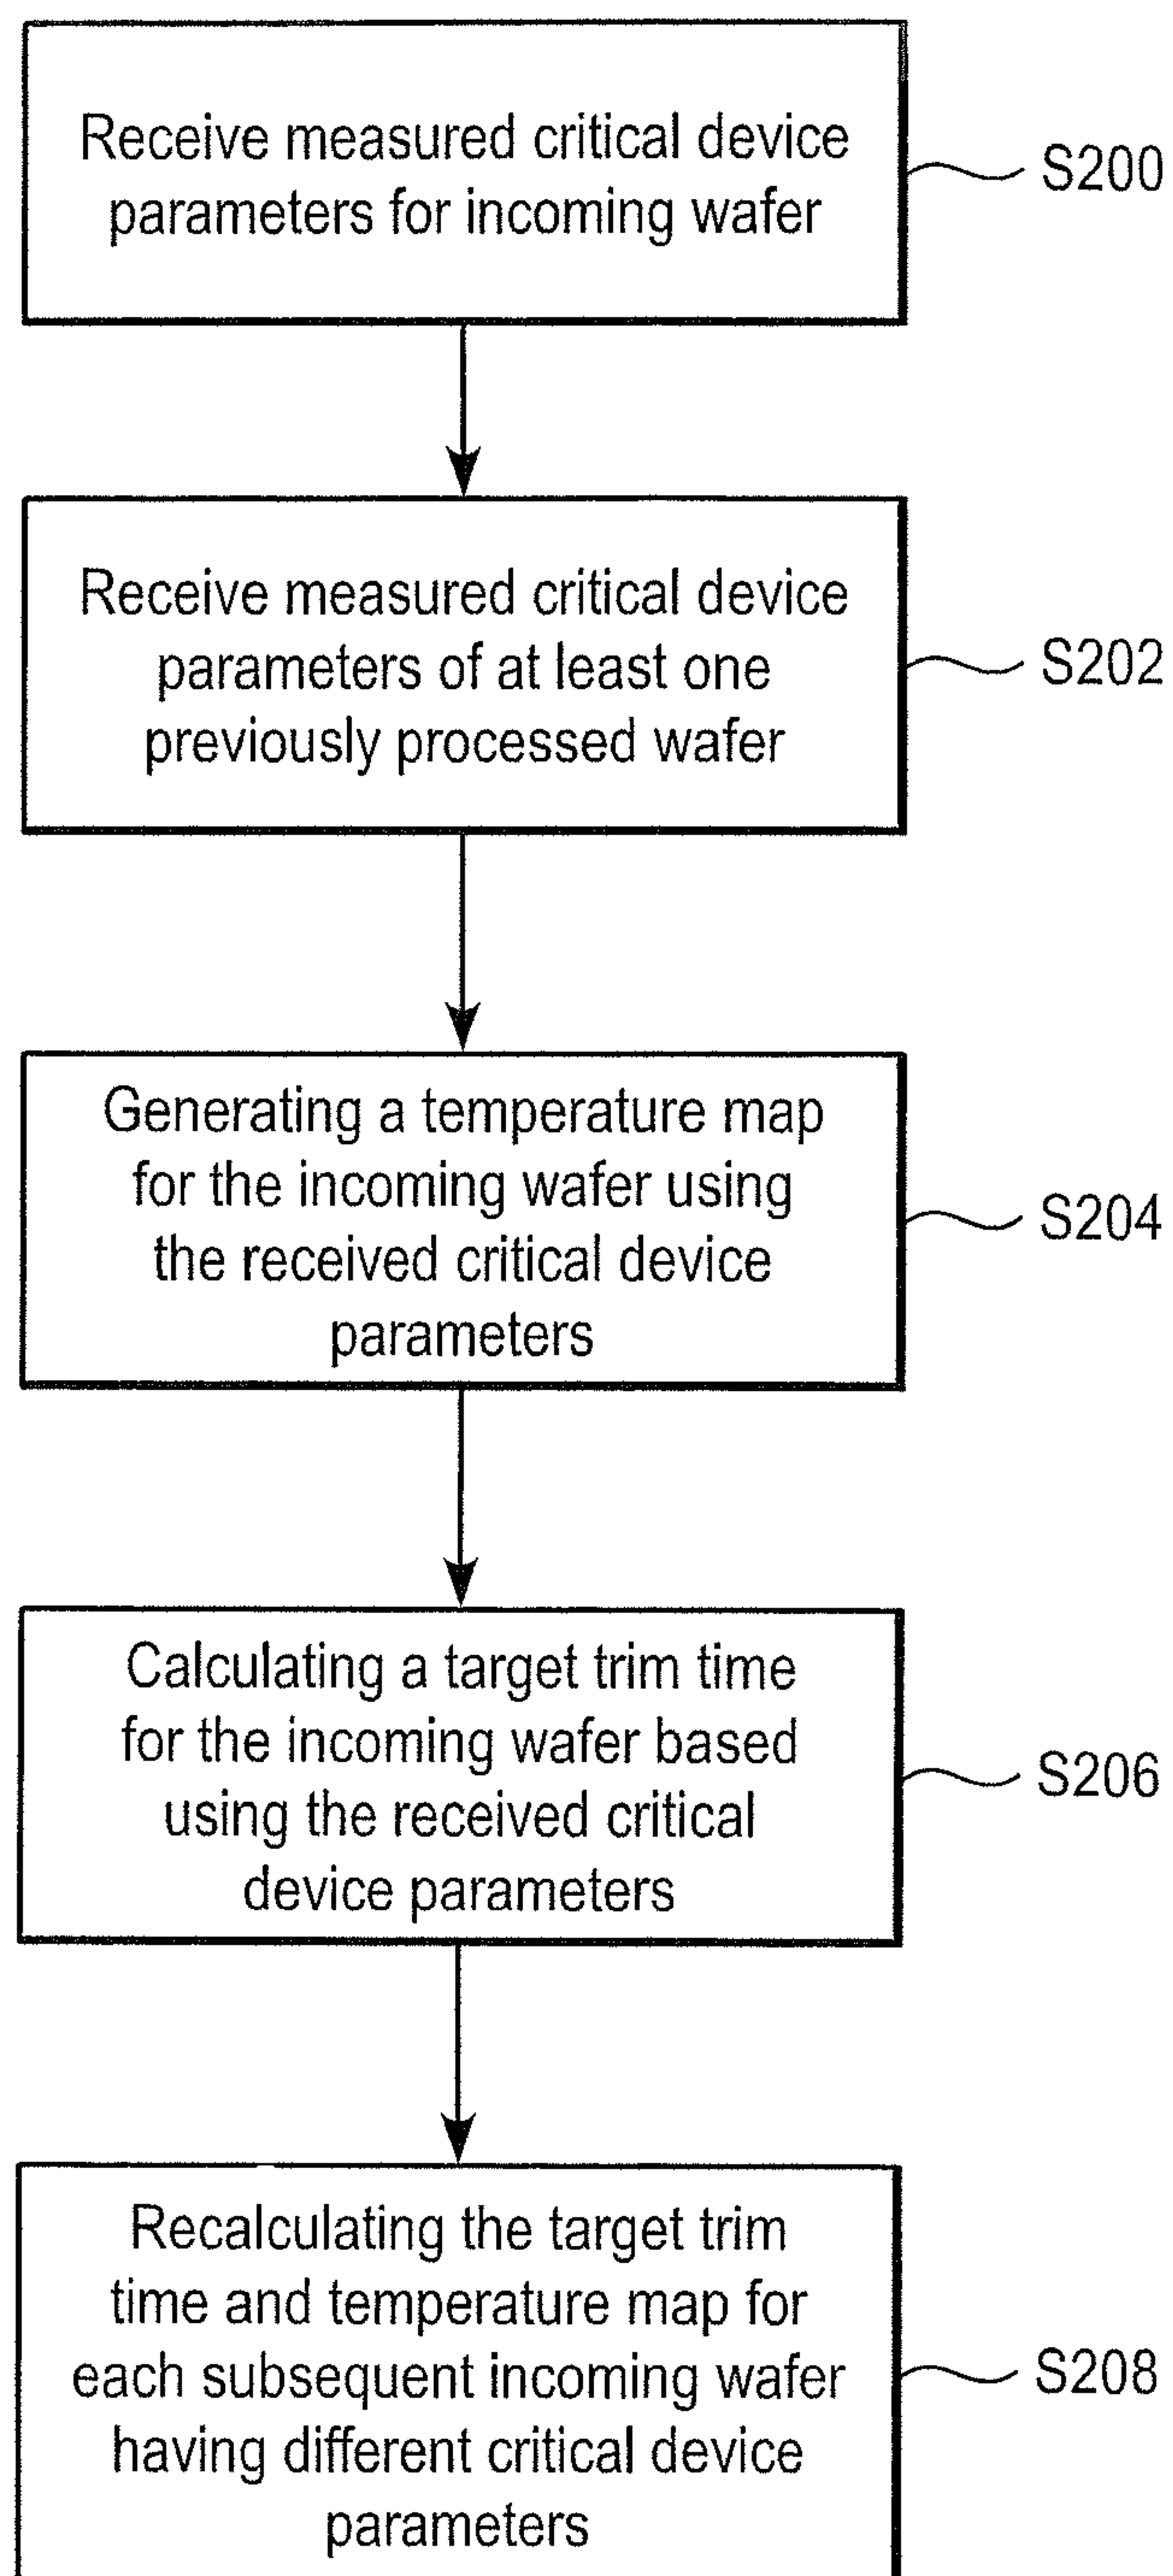 Receive measured critical device
parameters for incoming wafer
S200
Receive measured critical device
parameters of at least one
previously processed wafer
S202
Generating a temperature map
for the incoming wafer using
the received critical device
parameters
S204
Calculating a target trim time
for the incoming wafer based
using the received critical
device parameters
S206
Recalculating the target trim
time and temperature map for
each subsequent incoming wafer
having different critical device
parameters
S208